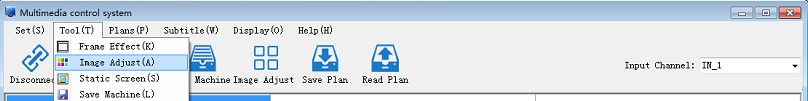 Multimedia control system
Set(S) Tool(T) Plans(P) Subtitle(W) Display(O) Help(H)
Frame Effect(K)
Image Adjust(A)
Static Screen(S)
Save Machine(L)
Disconnec Machine Image Adjust Save Plan Read Plan
Input Channel: IN_1